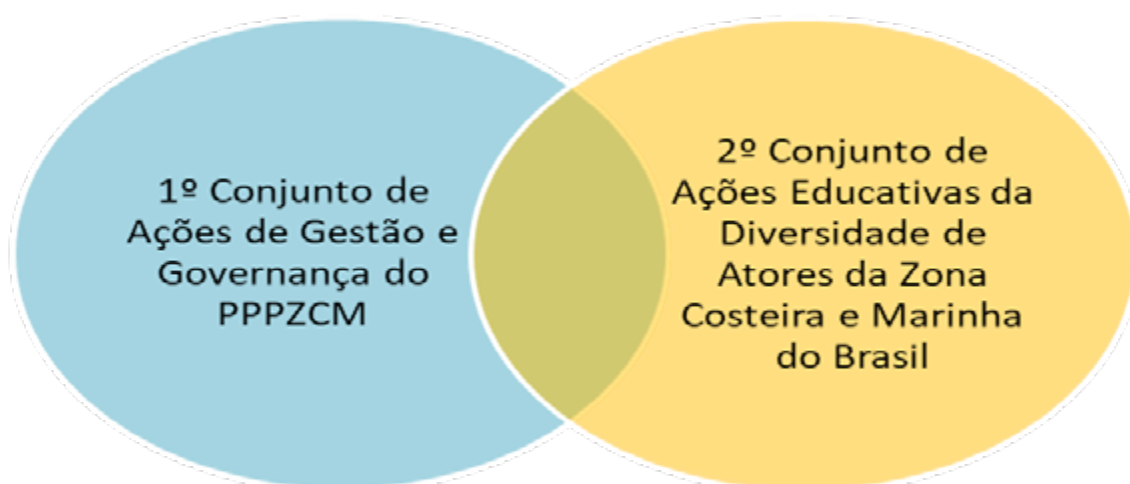 1º Conjunto de
Ações de Gestão e
Governança do
PPPZCM
2º Conjunto de
Ações Educativas da
Diversidade de
Atores da Zona
Costeira e Marinha
do Brasil